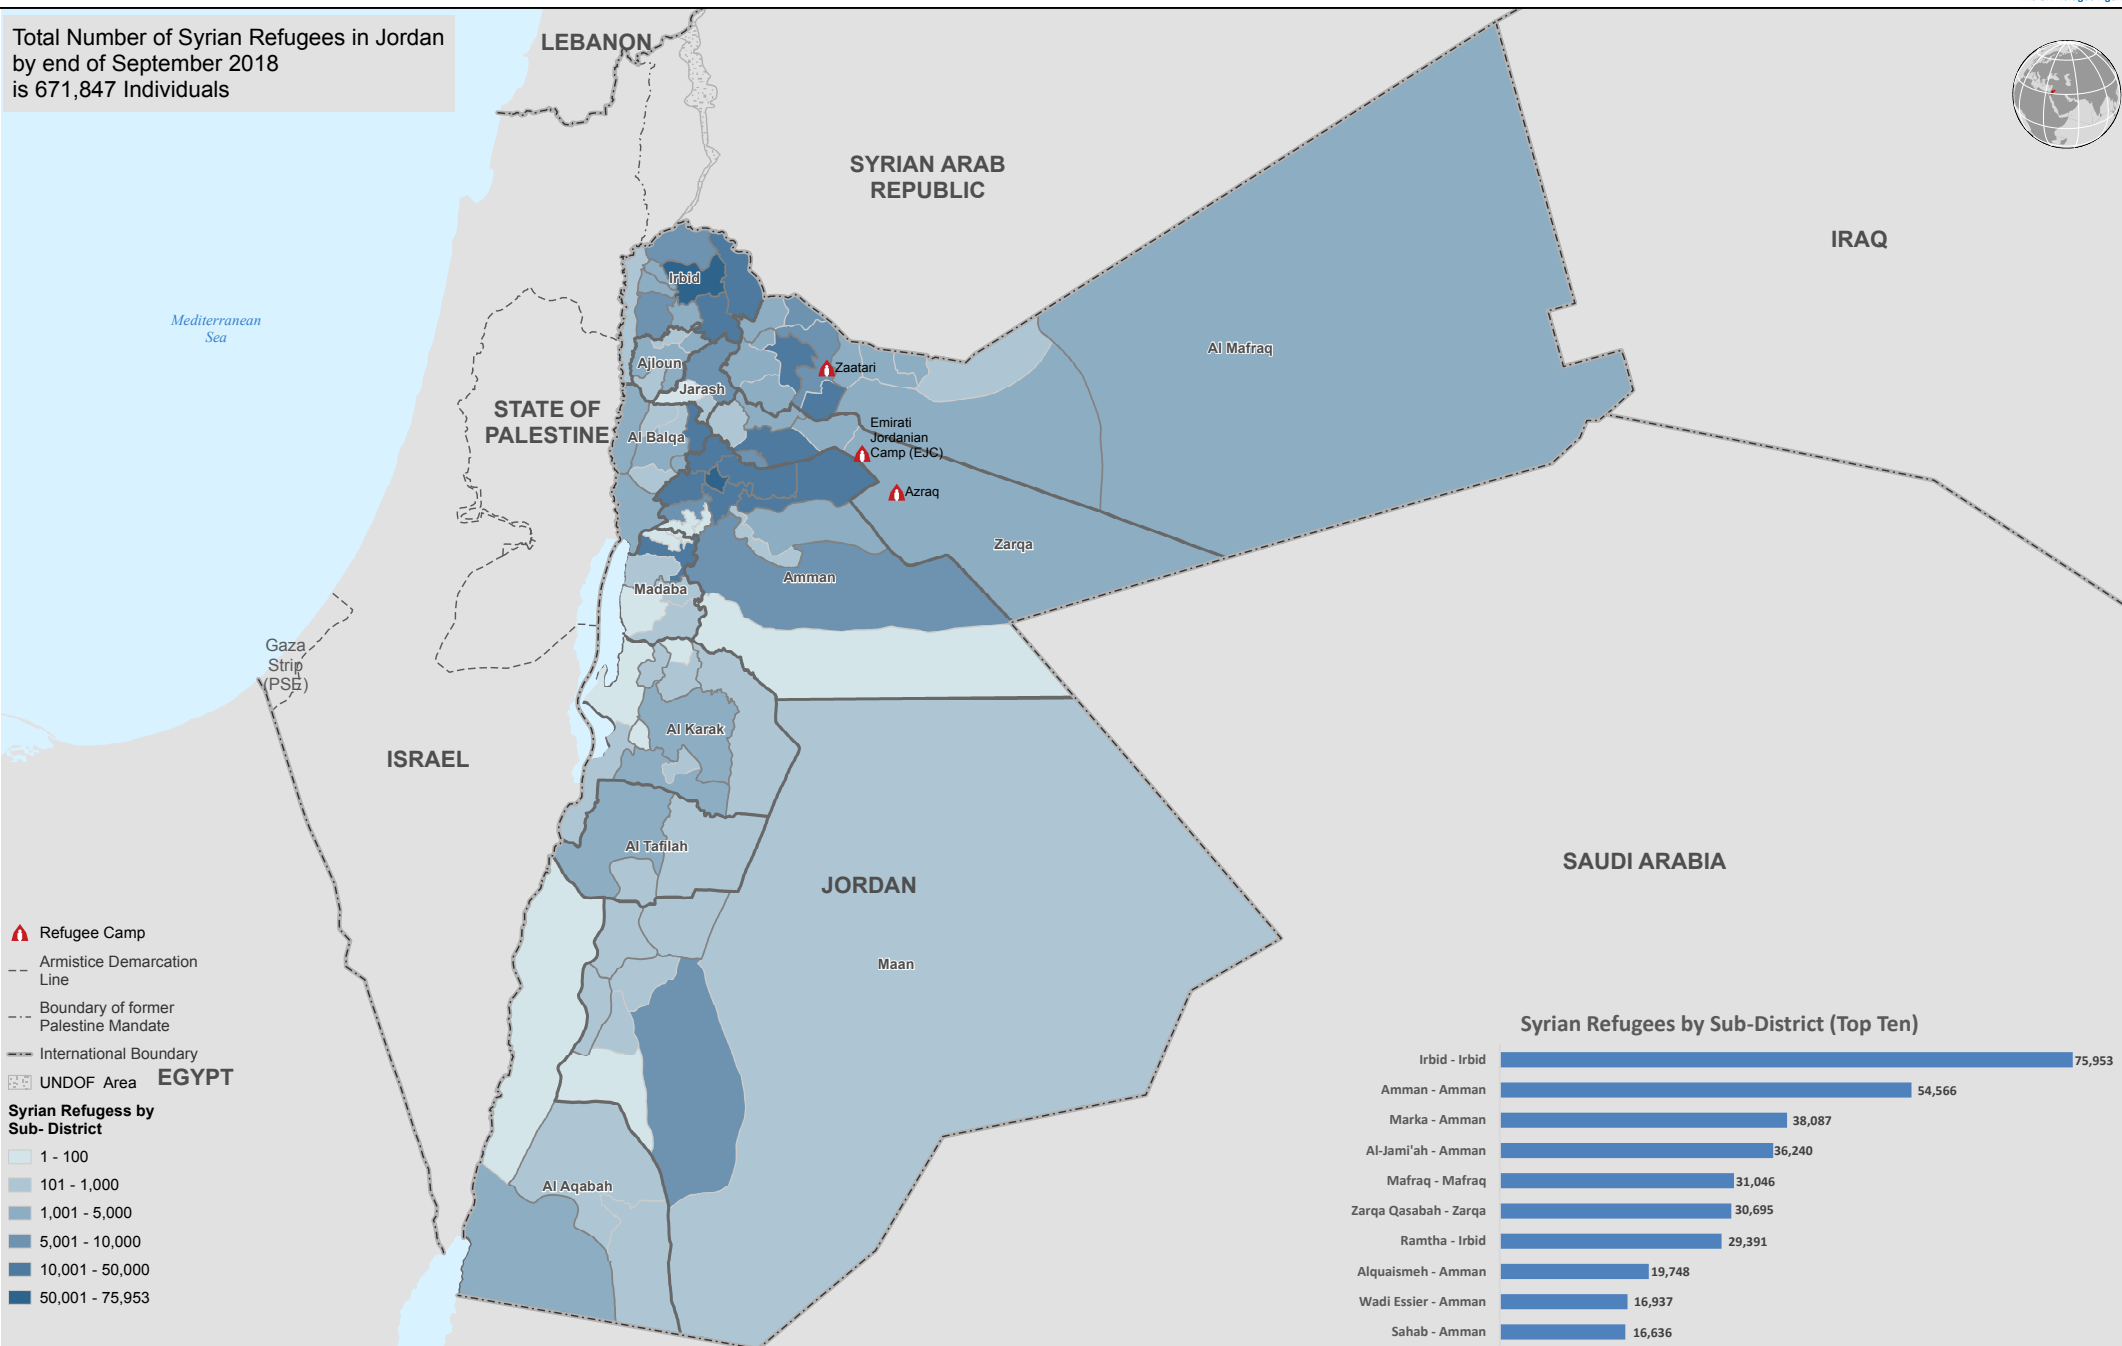 Total Number of Syrian Refugees in Jordan
by end of September 2018
is 671,847 Individuals
LEBANON
SYRIAN ARAB
REPUBLIC
IRAQ
Mediterranean
Sea
Irbid
Al Mafraq
Ajloun
Zaatari
Jarash
STATE OF
PALESTINE
Al Balqa
Emirati
Jordanian
Camp (EJC)
Azraq
Zarqa
Amman
Madaba
Gaza
Strip
(PSE)
Al Karak
ISRAEL
Al Tafilah
JORDAN
SAUDI ARABIA
Maan
Al Aqabah
EGYPT
Refugee Camp
Armistice Demarcation
Line
Boundary of former
Palestine Mandate
International Boundary
UNDOF Area
Syrian Refugess by
Sub- District
1 - 100
101 - 1,000
1,001 - 5,000
5,001 - 10,000
10,001 - 50,000
50,001 - 75,953
Syrian Refugees by Sub-District (Top Ten)
Irbid - Irbid 75,953
Amman - Amman 54,566
Marka - Amman 38,087
Al-Jami'ah - Amman 36,240
Mafraq - Mafraq 31,046
Zarqa Qasabah - Zarqa 30,695
Ramtha - Irbid 29,391
Alquaismeh - Amman 19,748
Wadi Essier - Amman 16,937
Sahab - Amman 16,636